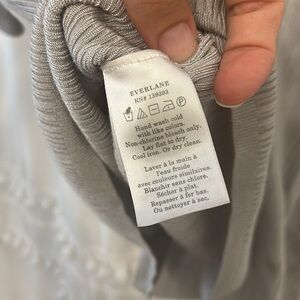 EVERLANE
RN# 139393
Hand wash cold
with like colors.
Non-chlorine bleach only.
Lay flat to dry.
Cool iron. Or dry clean.
Laver à la main à
l'eau froide
avec couleurs similaires.
Blanchir sans chlore.
Sécher à plat.
Repasser à fer bas.
Ou nettoyer à sec.